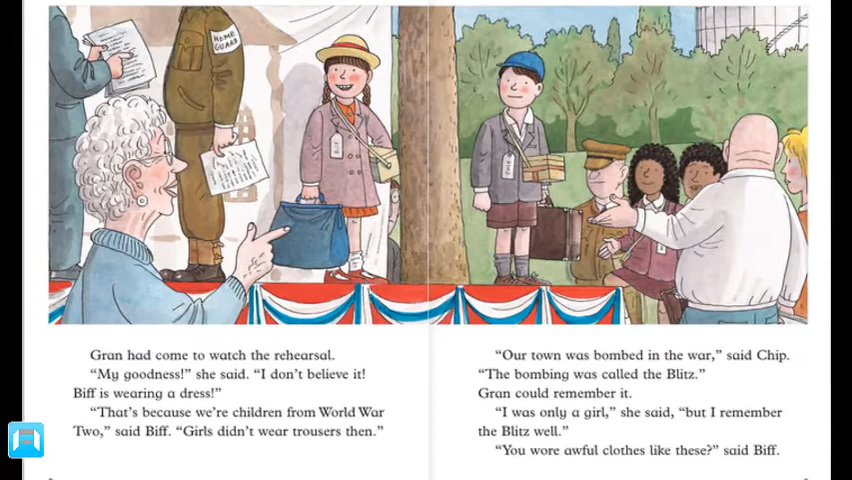 HOME
GUARD
BIFF
CHIP
Gran had come to watch the rehearsal.
“My goodness!” she said. “I don’t believe it!
Biff is wearing a dress!”
“That’s because we’re children from World War
Two,” said Biff. “Girls didn’t wear trousers then.”
“Our town was bombed in the war,” said Chip.
“The bombing was called the Blitz.”
Gran could remember it.
“I was only a girl,” she said, “but I remember
the Blitz well.”
“You wore awful clothes like these?” said Biff.